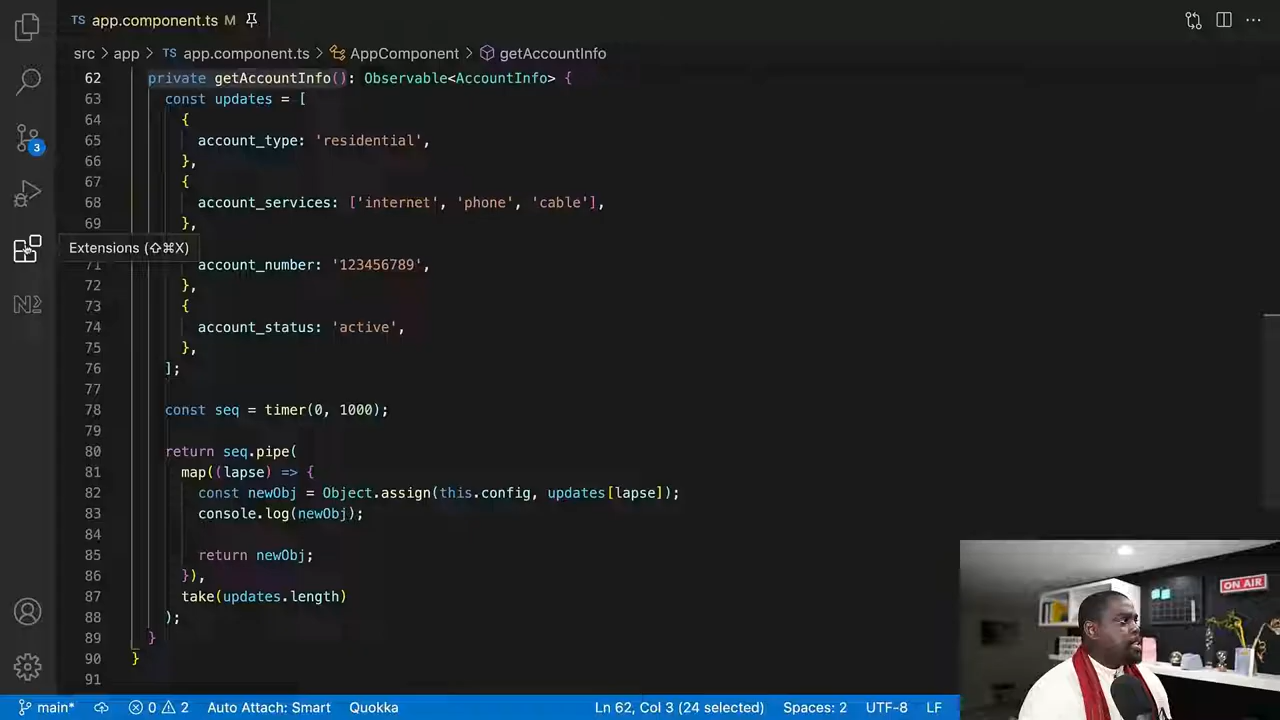 TS app.component.ts M
src > app > TS app.component.ts > AppComponent > getAccountInfo
62 private getAccountInfo(): Observable<AccountInfo> {
63 const updates = [
64 {
65 account_type: 'residential',
66 },
67 {
68 account_services: ['internet', 'phone', 'cable'],
69 },
3
Extensions (⇧⌘X)
71 account_number: '123456789',
72 },
73 {
74 account_status: 'active',
75 },
76 ];
77
78 const seq = timer(0, 1000);
79
80 return seq.pipe(
81 map((lapse) => {
82 const newObj = Object.assign(this.config, updates[lapse]);
83 console.log(newObj);
84
85 return newObj;
86 }),
87 take(updates.length)
88 );
89 }
90 }
91
ON AIR
main* 0 2 Auto Attach: Smart Quokka Ln 62, Col 3 (24 selected) Spaces: 2 UTF-8 LF